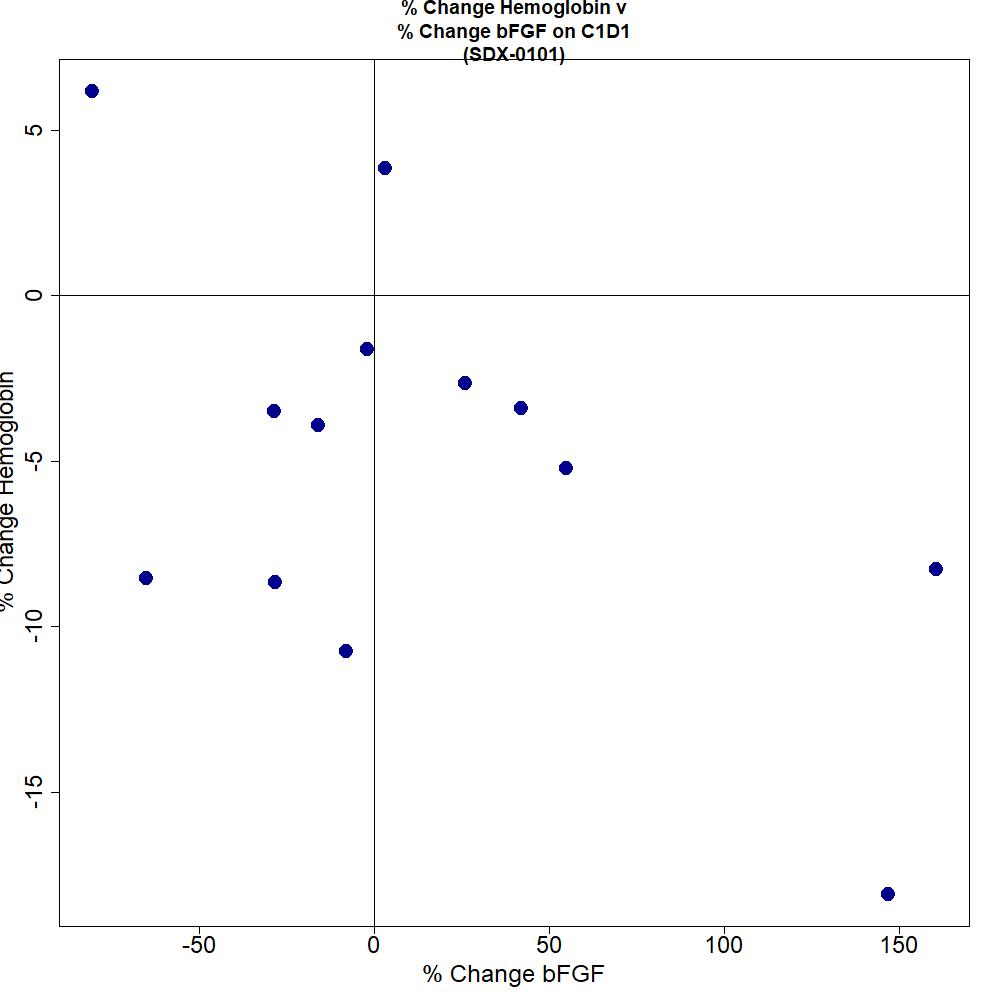 % Change Hemoglobin v
% Change bFGF on C1D1
(SDX-0101)
5
0
-5
-10
-15
% Change Hemoglobin
-50
0
50
100
150
% Change bFGF